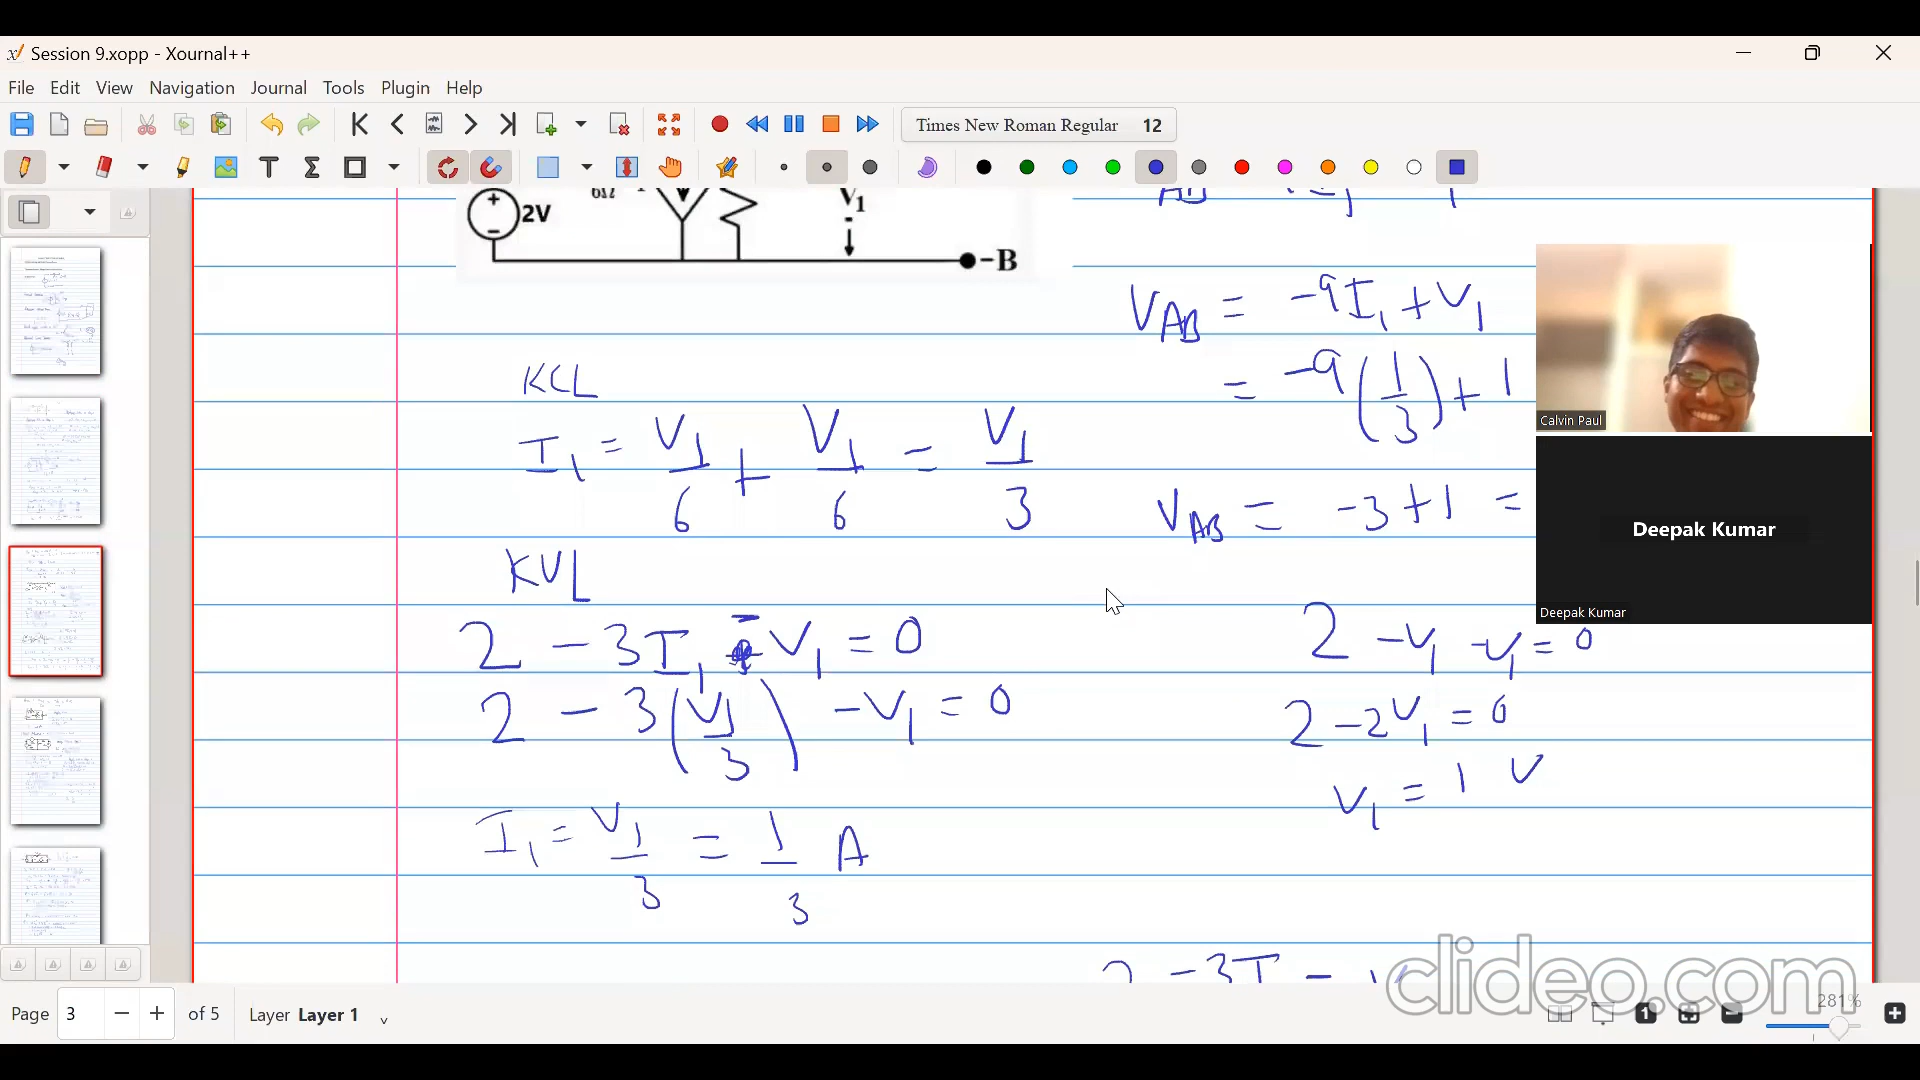 Session 9.xopp - Xournal++
File Edit View Navigation Journal Tools Plugin Help
Times New Roman Regular 12
2V
6Ω
V1
-B
VAB = -9I1 + V1
= -9(1/3) + 1
VAB = -3 + 1 =
KCL
I1 = V1/6 + V1/6 = V1/3
KVL
2 - 3I1 - V1 = 0
2 - 3(V1/3) - V1 = 0
I1 = V1/3 = 1/3 A
2 - V1 - V1 = 0
2 - 2V1 = 0
V1 = 1 V
2 - 3I -
Calvin Paul
Deepak Kumar
Deepak Kumar
clideo.com
Page 3 of 5 Layer Layer 1
281%